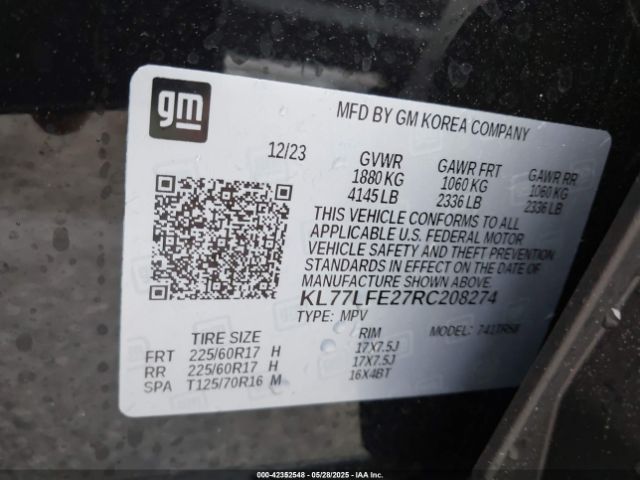 gm
MFD BY GM KOREA COMPANY
12/23 GVWR GAWR FRT GAWR RR
1880 KG 1060 KG 1060 KG
4145 LB 2336 LB 2336 LB
THIS VEHICLE CONFORMS TO ALL
APPLICABLE U.S. FEDERAL MOTOR
VEHICLE SAFETY AND THEFT PREVENTION
STANDARDS IN EFFECT ON THE DATE OF
MANUFACTURE SHOWN ABOVE.
KL77LFE27RC208274
TYPE: MPV MODEL:
TIRE SIZE RIM
FRT 225/60R17 H 17X7.5J
RR 225/60R17 H 17X7.5J
SPA T125/70R16 M 16X4BT
000-42352548 05/28/2025 IAA Inc.